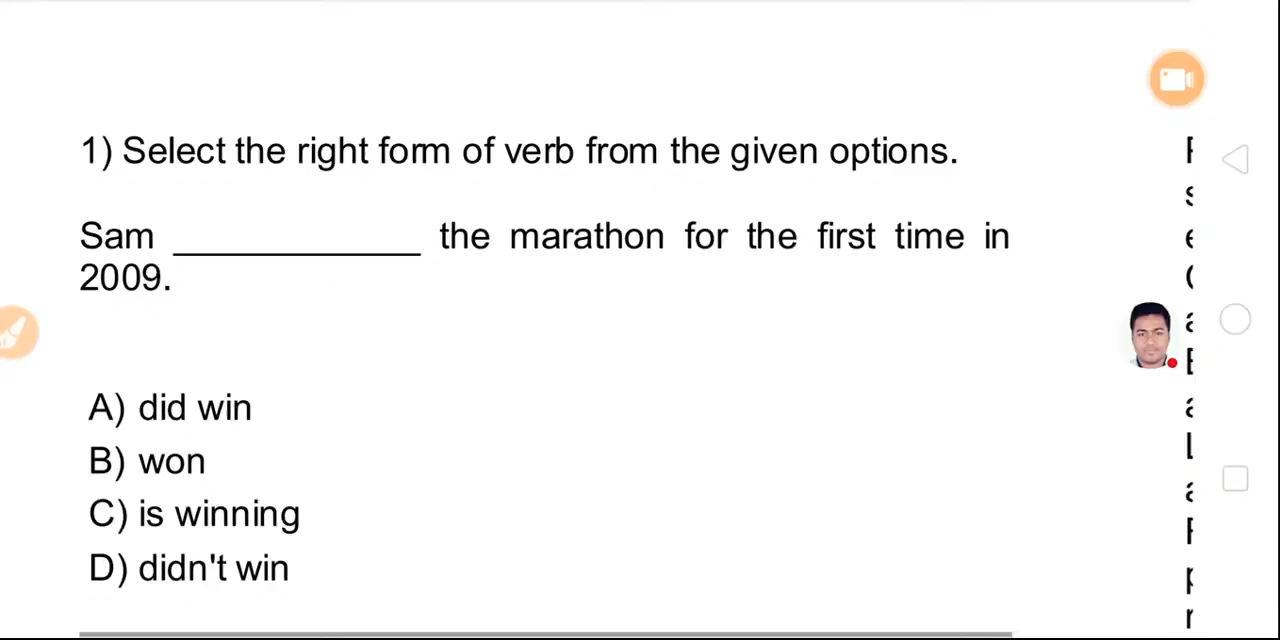 1) Select the right form of verb from the given options.
Sam ______________ the marathon for the first time in
2009.
A) did win
B) won
C) is winning
D) didn't win